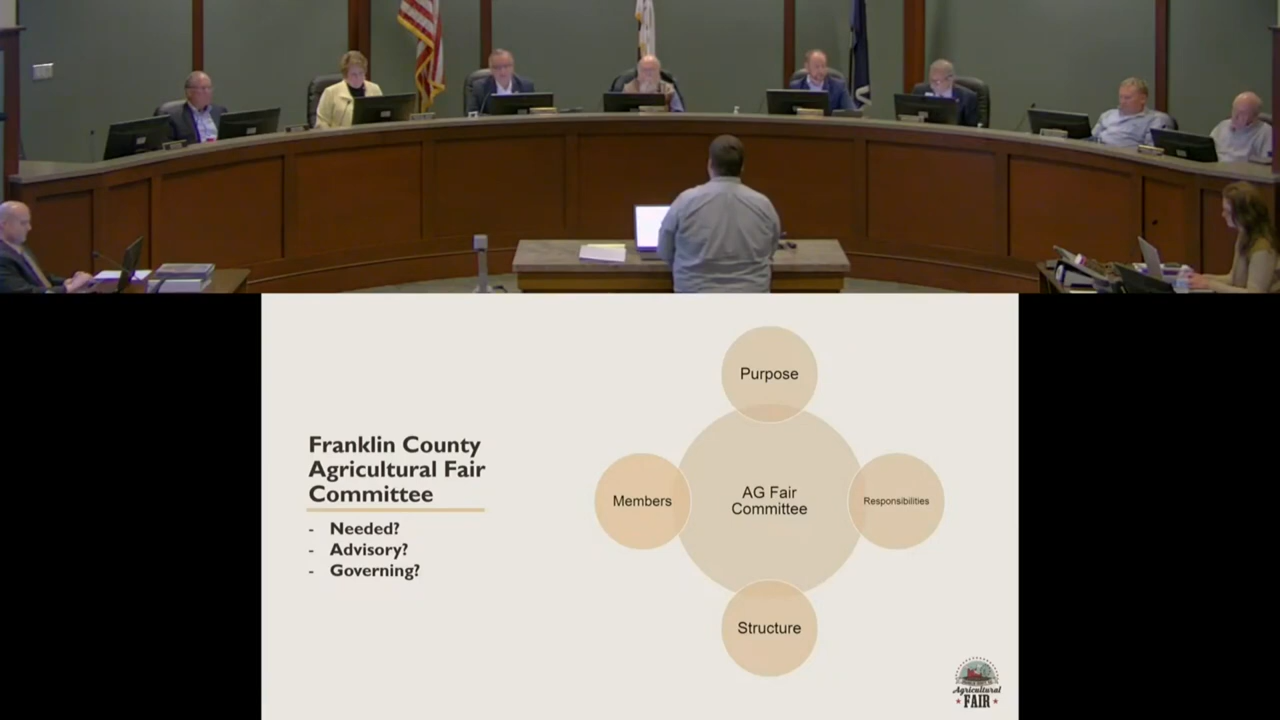 Franklin County
Agricultural Fair
Committee
- Needed?
- Advisory?
- Governing?
Purpose
Members
AG Fair
Committee
Responsibilities
Structure
Agricultural
FAIR